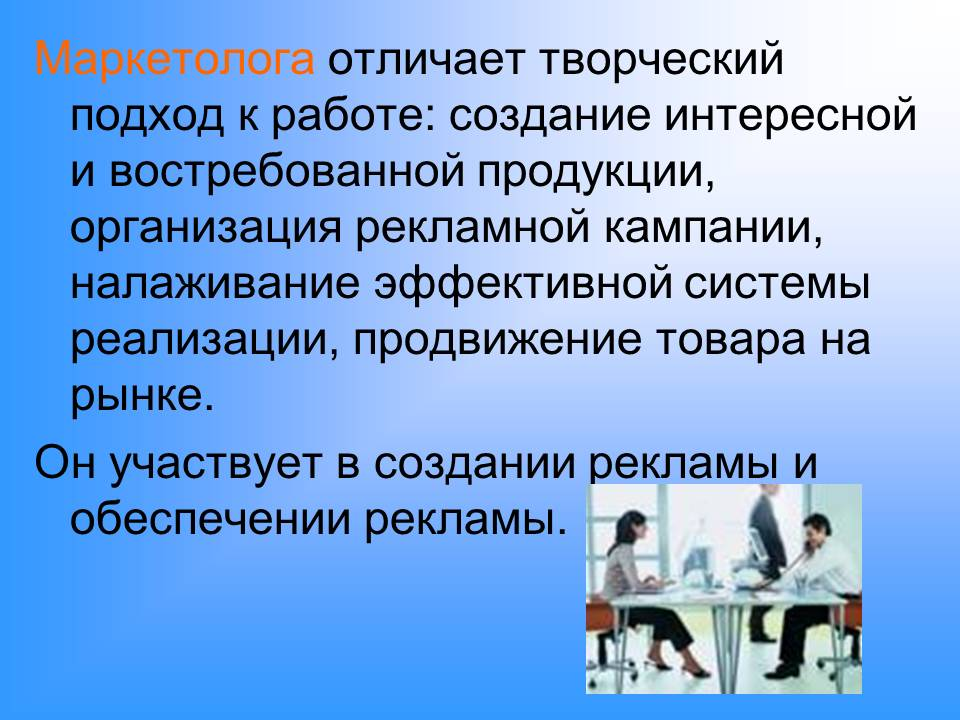 Маркетолога отличает творческий
подход к работе: создание интересной
и востребованной продукции,
организация рекламной кампании,
налаживание эффективной системы
реализации, продвижение товара на
рынке.
Он участвует в создании рекламы и
обеспечении рекламы.